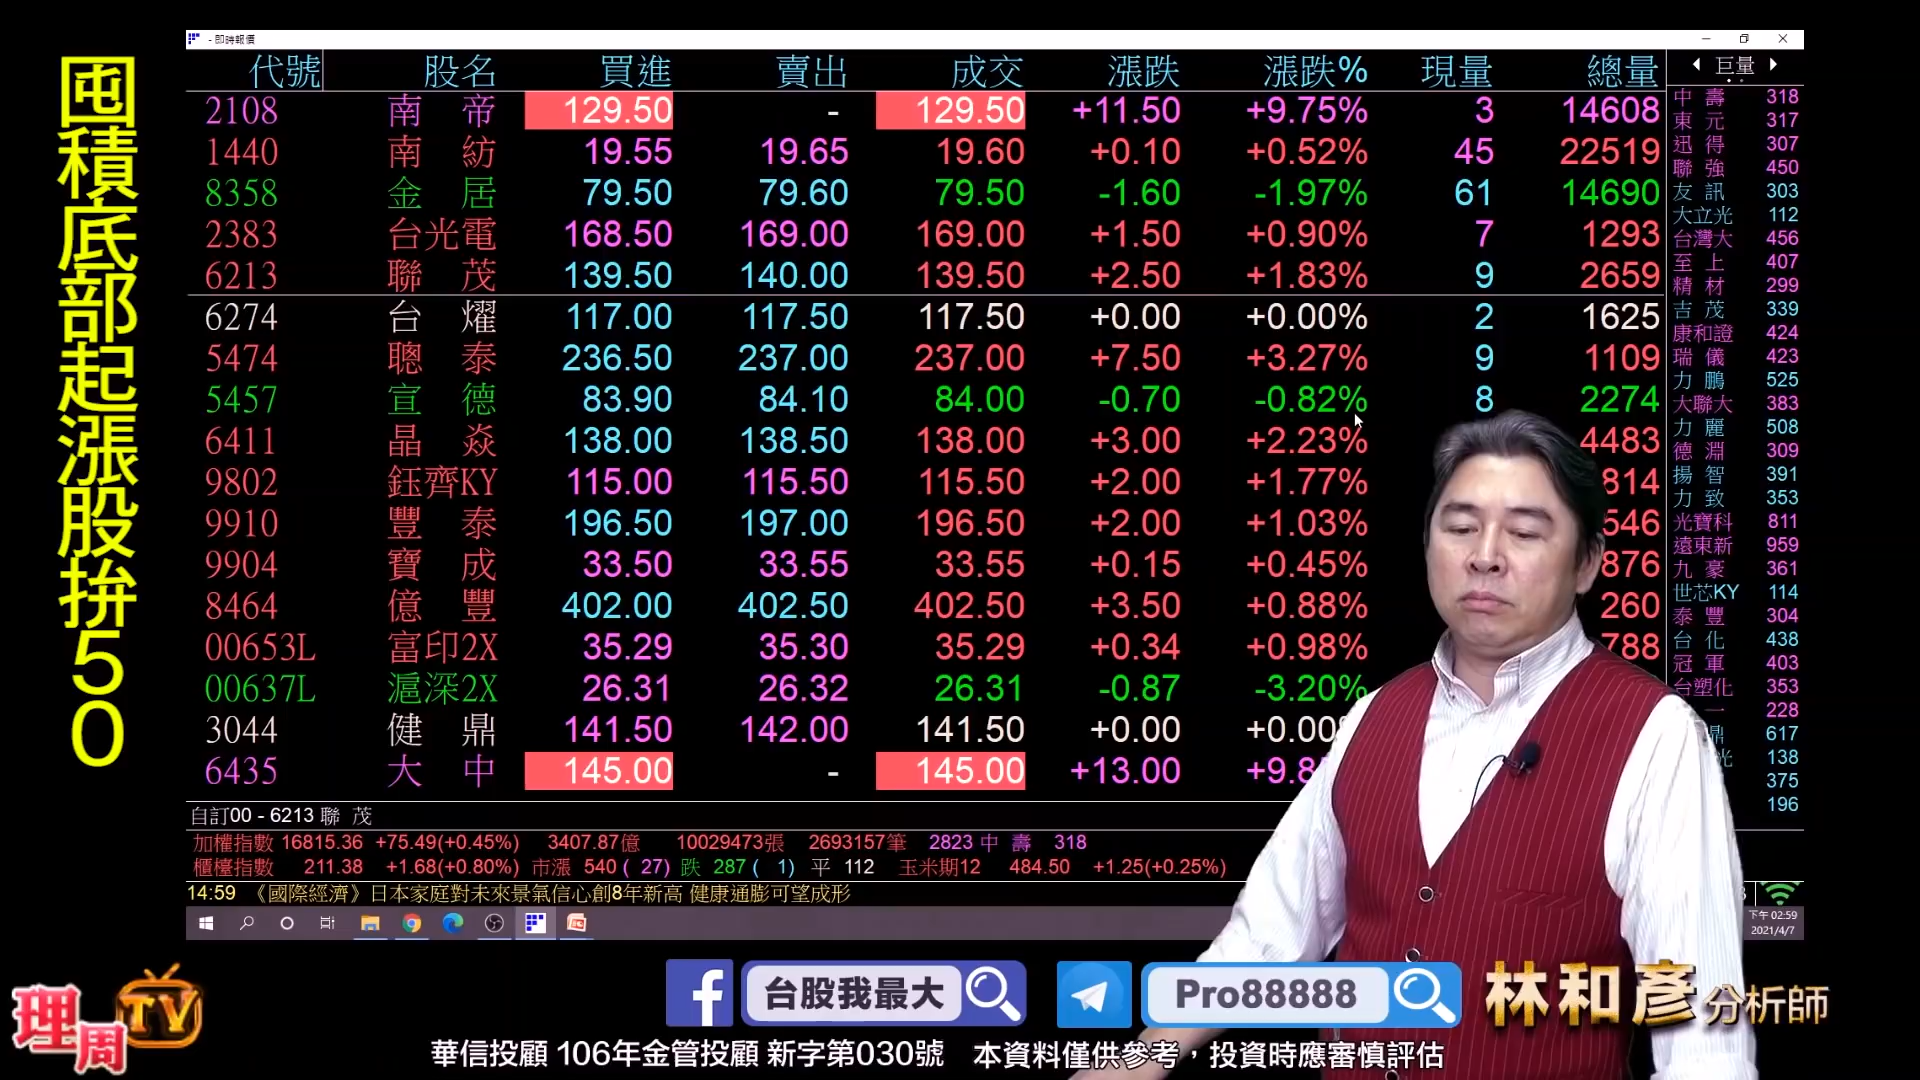 囤積底部起漲股拚50
- 即時報價
代號 股名 買進 賣出 成交 漲跌 漲跌% 現量 總量
2108 南帝 129.50 - 129.50 +11.50 +9.75% 3 14608
1440 南紡 19.55 19.65 19.60 +0.10 +0.52% 45 22519
8358 金居 79.50 79.60 79.50 -1.60 -1.97% 61 14690
2383 台光電 168.50 169.00 169.00 +1.50 +0.90% 7 1293
6213 聯茂 139.50 140.00 139.50 +2.50 +1.83% 9 2659
6274 台燿 117.00 117.50 117.50 +0.00 +0.00% 2 1625
5474 聰泰 236.50 237.00 237.00 +7.50 +3.27% 9 1109
5457 宣德 83.90 84.10 84.00 -0.70 -0.82% 8 2274
6411 晶焱 138.00 138.50 138.00 +3.00 +2.23% 4483
9802 鈺齊KY 115.00 115.50 115.50 +2.00 +1.77% 814
9910 豐泰 196.50 197.00 196.50 +2.00 +1.03% 546
9904 寶成 33.50 33.55 33.55 +0.15 +0.45% 876
8464 億豐 402.00 402.50 402.50 +3.50 +0.88% 260
00653L 富印2X 35.29 35.30 35.29 +0.34 +0.98% 788
00637L 滬深2X 26.31 26.32 26.31 -0.87 -3.20%
3044 健鼎 141.50 142.00 141.50 +0.00 +0.00
6435 大中 145.00 - 145.00 +13.00 +9.8
巨量
中壽 318
東元 317
迅得 307
聯強 450
友訊 303
大立光 112
台灣大 456
至上 407
精材 299
吉茂 339
康和證 424
瑞儀 423
力鵬 525
大聯大 383
力麗 508
德淵 309
揚智 391
力致 353
光寶科 811
遠東新 959
九豪 361
世芯KY 114
泰豐 304
台化 438
冠軍 403
台塑化 353
一 228
鼎 617
光 138
375
196
自訂00 - 6213 聯茂
加權指數 16815.36 +75.49(+0.45%) 3407.87億 10029473張 2693157筆 2823 中壽 318
櫃檯指數 211.38 +1.68(+0.80%) 市漲 540 ( 27) 跌 287 ( 1) 平 112 玉米期12 484.50 +1.25(+0.25%)
14:59 《國際經濟》日本家庭對未來景氣信心創8年新高 健康通膨可望成形
下午 02:59
2021/4/7
理周TV
f 台股我最大
Pro88888
林和彥 分析師
華信投顧 106年金管投顧 新字第030號 本資料僅供參考，投資時應審慎評估